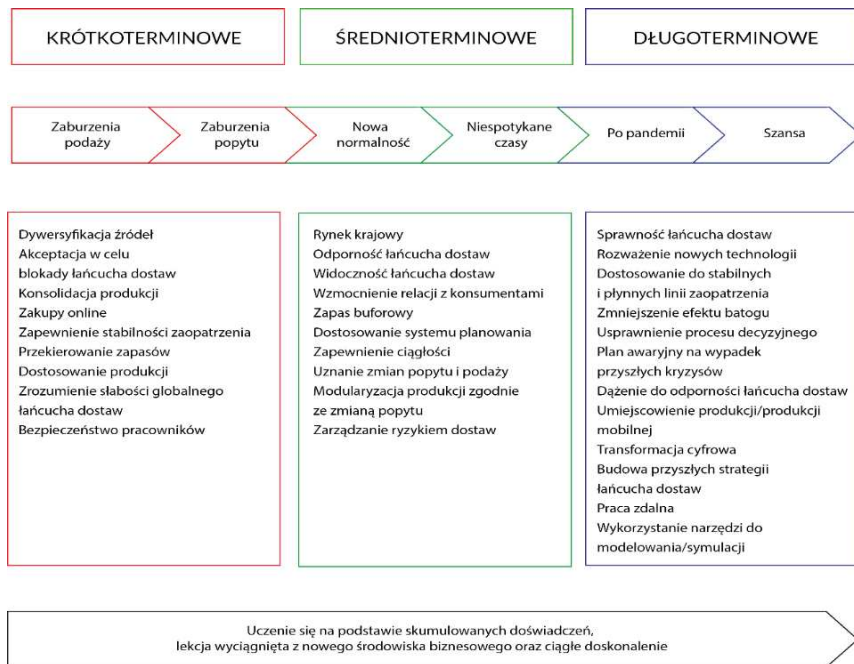 KRÓTKOTERMINOWE
ŚREDNIOTERMINOWE
DŁUGOTERMINOWE
Zaburzenia
podaży
Zaburzenia
popytu
Nowa
normalność
Niespotykane
czasy
Po pandemii
Szansa
Dywersyfikacja źródeł
Akceptacja w celu
blokady łańcucha dostaw
Konsolidacja produkcji
Zakupy online
Zapewnienie stabilności zaopatrzenia
Przekierowanie zapasów
Dostosowanie produkcji
Zrozumienie słabości globalnego
łańcucha dostaw
Bezpieczeństwo pracowników
Rynek krajowy
Odporność łańcucha dostaw
Widoczność łańcucha dostaw
Wzmocnienie relacji z konsumentami
Zapas buforowy
Dostosowanie systemu planowania
Zapewnienie ciągłości
Uznanie zmian popytu i podaży
Modularyzacja produkcji zgodnie
ze zmianą popytu
Zarządzanie ryzykiem dostaw
Sprawność łańcucha dostaw
Rozważenie nowych technologii
Dostosowanie do stabilnych
i płynnych linii zaopatrzenia
Zmniejszenie efektu batogu
Usprawnienie procesu decyzyjnego
Plan awaryjny na wypadek
przyszłych kryzysów
Dążenie do odporności łańcucha dostaw
Umiejscowienie produkcji/produkcji
mobilnej
Transformacja cyfrowa
Budowa przyszłych strategii
łańcucha dostaw
Praca zdalna
Wykorzystanie narzędzi do
modelowania/symulacji
Uczenie się na podstawie skumulowanych doświadczeń,
lekcja wyciągnięta z nowego środowiska biznesowego oraz ciągłe doskonalenie